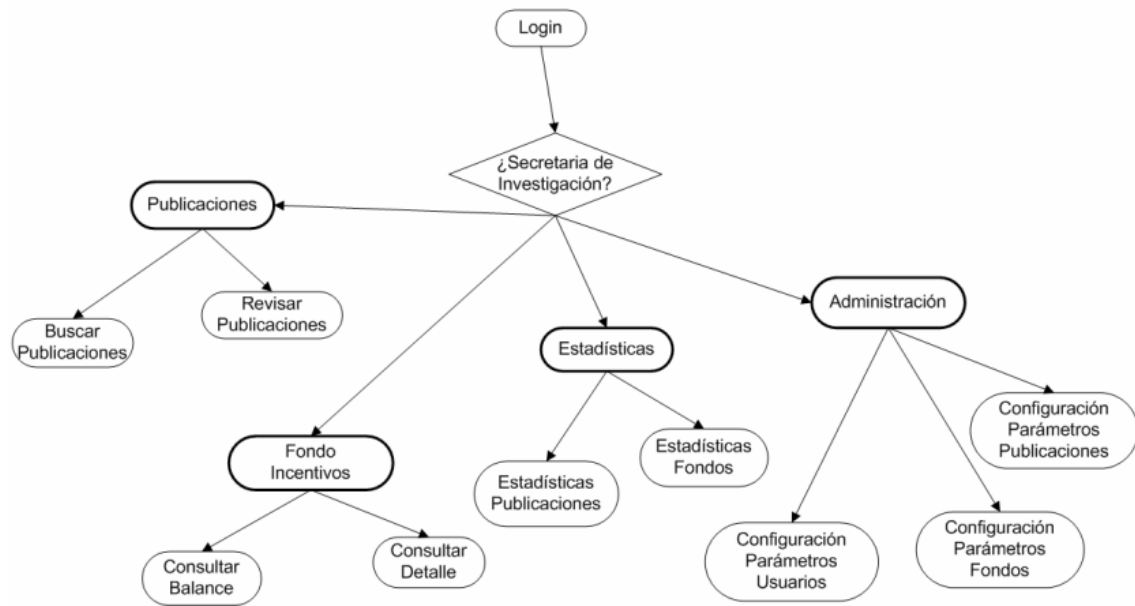 Login
¿Secretaria de
Investigación?
Publicaciones
Buscar
Publicaciones
Revisar
Publicaciones
Fondo
Incentivos
Consultar
Balance
Consultar
Detalle
Estadísticas
Estadísticas
Publicaciones
Estadísticas
Fondos
Administración
Configuración
Parámetros
Usuarios
Configuración
Parámetros
Fondos
Configuración
Parámetros
Publicaciones